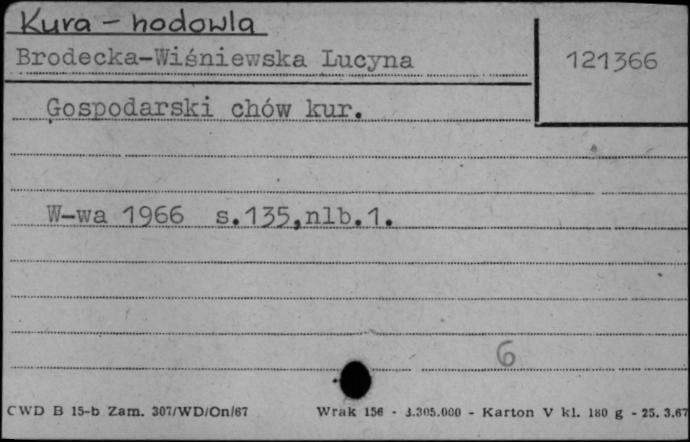 Kura - hodowla
Brodecka-Wiśniewska Lucyna
121366
Gospodarski chów kur.
W-wa 1966 s.135,nlb.1.
6
CWD B 15-b Zam. 307/WD/On/67 Wrak 156 - 3.305.000 - Karton V kl. 180 g - 25. 3.67